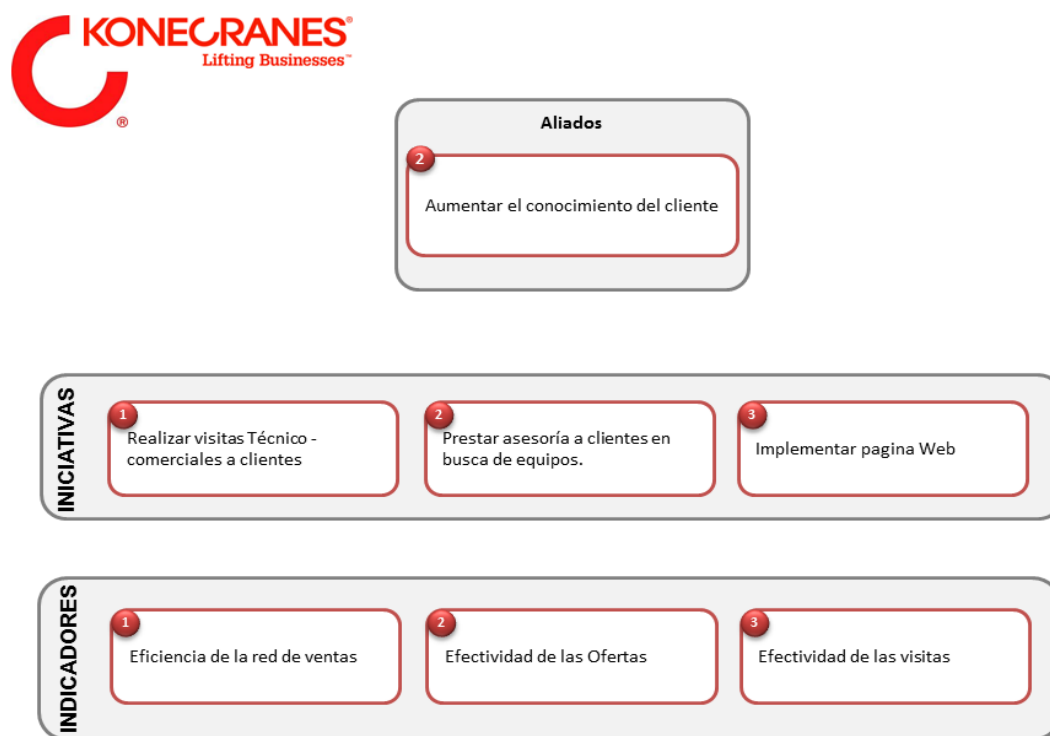 KONECRANES®
Lifting Businesses™
®
Aliados
2
Aumentar el conocimiento del cliente
INICIATIVAS
1
Realizar visitas Técnico -
comerciales a clientes
2
Prestar asesoría a clientes en
busca de equipos.
3
Implementar pagina Web
INDICADORES
1
Eficiencia de la red de ventas
2
Efectividad de las Ofertas
3
Efectividad de las visitas